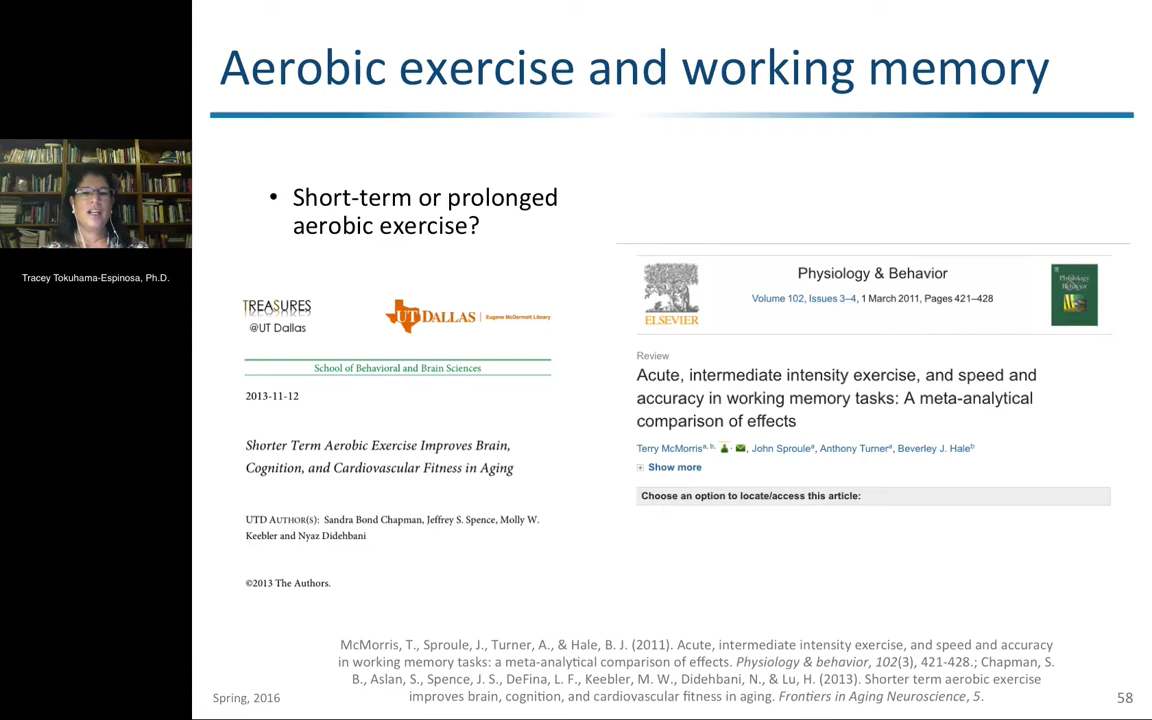 Aerobic exercise and working memory
Tracey Tokuhama-Espinosa, Ph.D.
• Short-term or prolonged
aerobic exercise?
TREASURES
@UT Dallas
UT DALLAS | Eugene McDermott Library
School of Behavioral and Brain Sciences
2013-11-12
Shorter Term Aerobic Exercise Improves Brain,
Cognition, and Cardiovascular Fitness in Aging
UTD AUTHOR(S): Sandra Bond Chapman, Jeffrey S. Spence, Molly W.
Keebler and Nyaz Didehbani
©2013 The Authors.
ELSEVIER
Physiology & Behavior
Volume 102, Issues 3–4, 1 March 2011, Pages 421–428
Physiology & Behavior
Review
Acute, intermediate intensity exercise, and speed and
accuracy in working memory tasks: A meta-analytical
comparison of effects
Terry McMorrisa, b, John Sproulea, Anthony Turnera, Beverley J. Haleb
Show more
Choose an option to locate/access this article:
McMorris, T., Sproule, J., Turner, A., & Hale, B. J. (2011). Acute, intermediate intensity exercise, and speed and accuracy
in working memory tasks: a meta-analytical comparison of effects. Physiology & behavior, 102(3), 421-428.; Chapman, S.
B., Aslan, S., Spence, J. S., DeFina, L. F., Keebler, M. W., Didehbani, N., & Lu, H. (2013). Shorter term aerobic exercise
improves brain, cognition, and cardiovascular fitness in aging. Frontiers in Aging Neuroscience, 5.
Spring, 2016
58